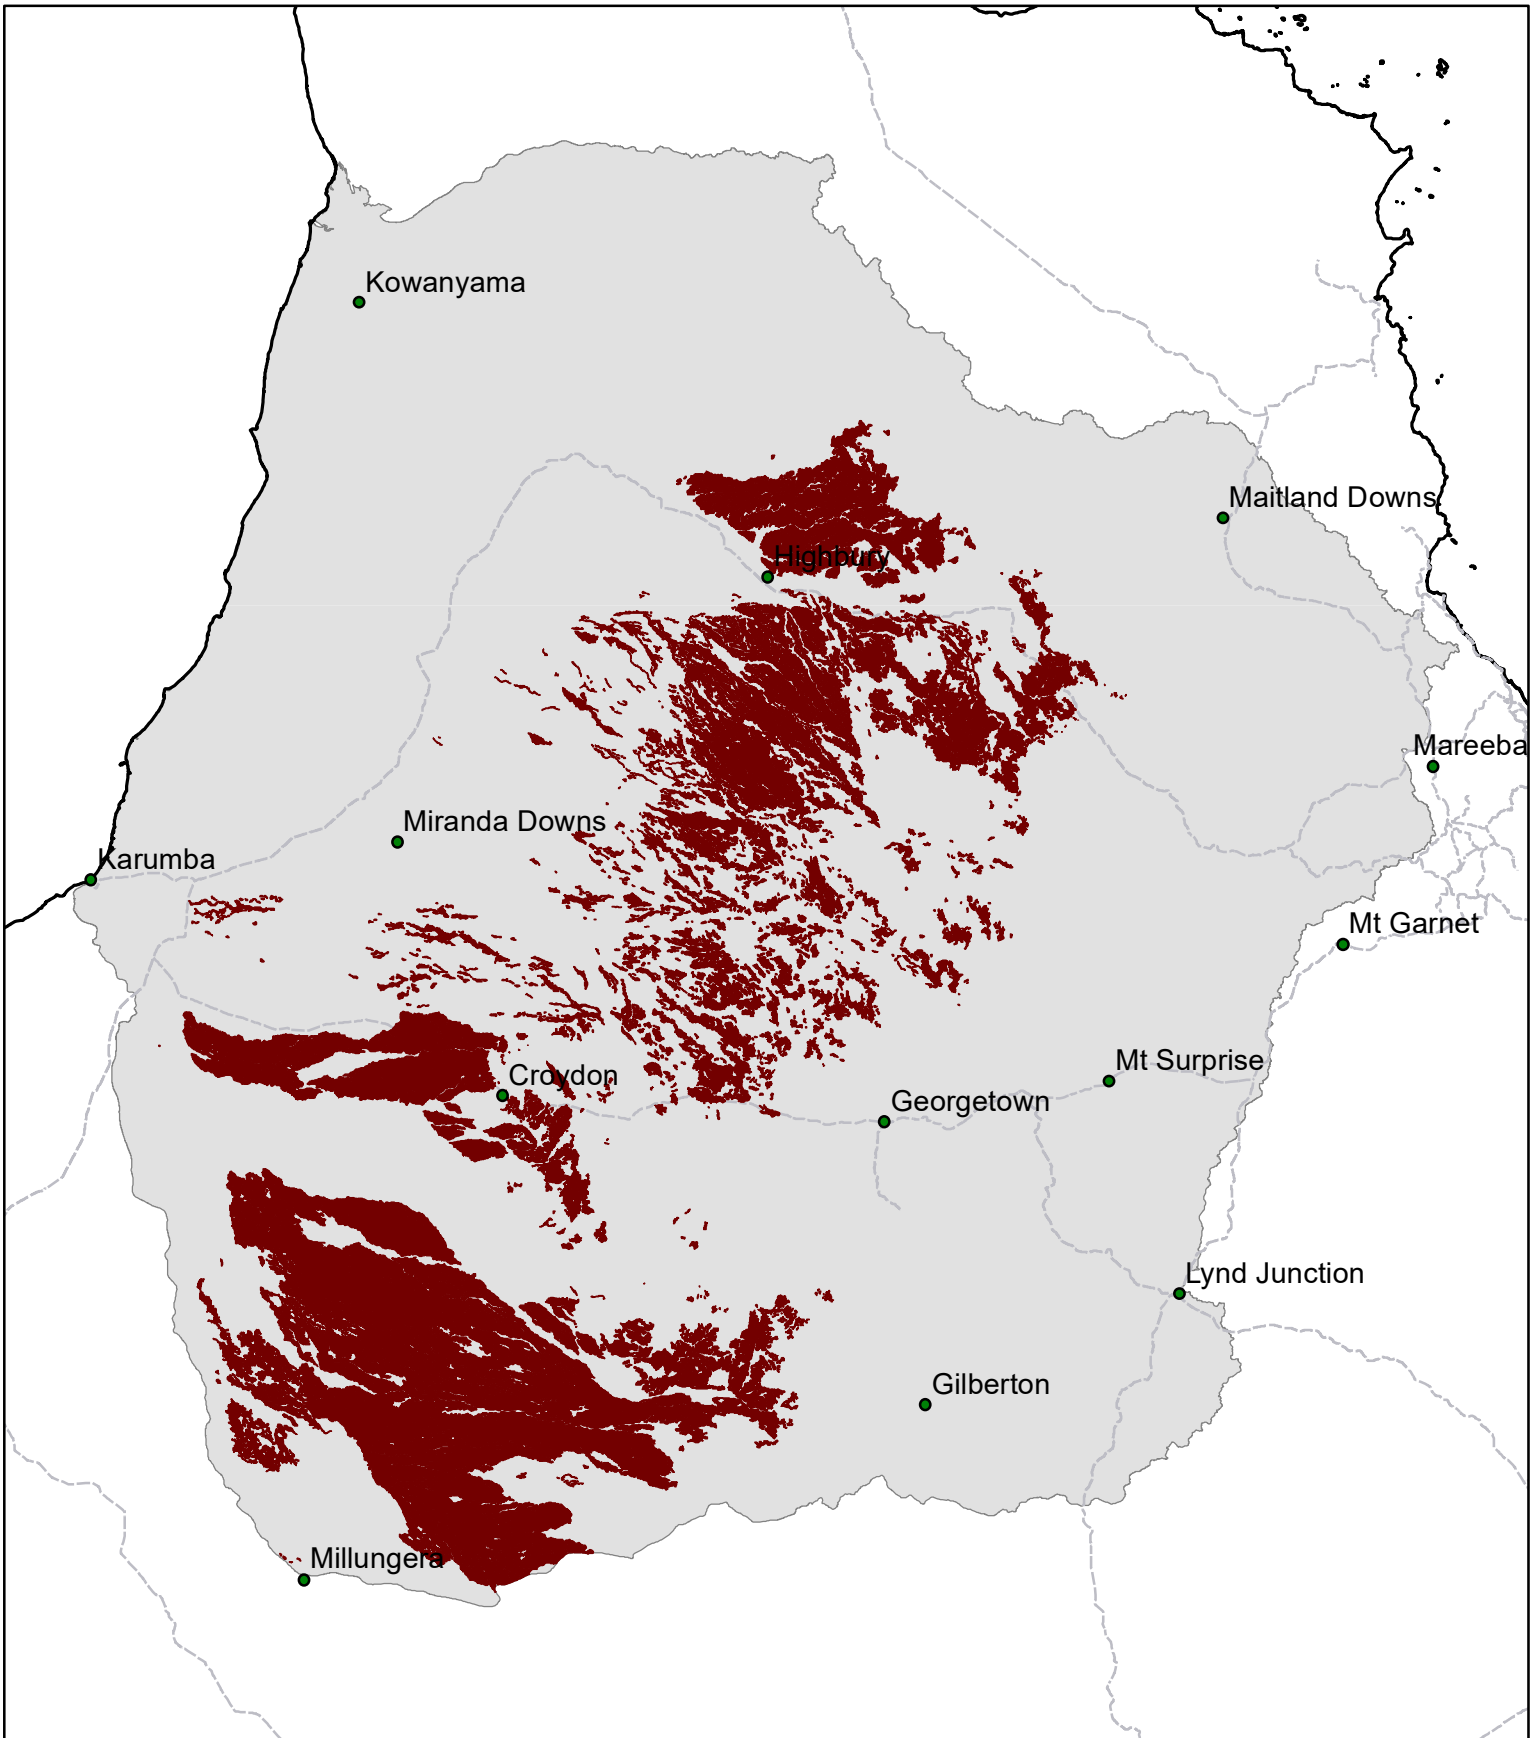 Kowanyama
Maitland Downs
Highbury
Mareeba
Miranda Downs
Karumba
Mt Garnet
Mt Surprise
Croydon
Georgetown
Lynd Junction
Gilberton
Millungera